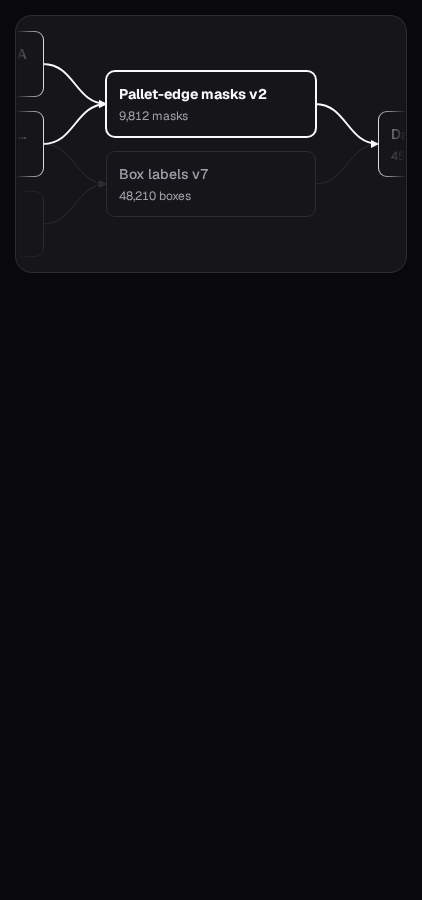 A
…
Pallet-edge masks v2
9,812 masks
Box labels v7
48,210 boxes